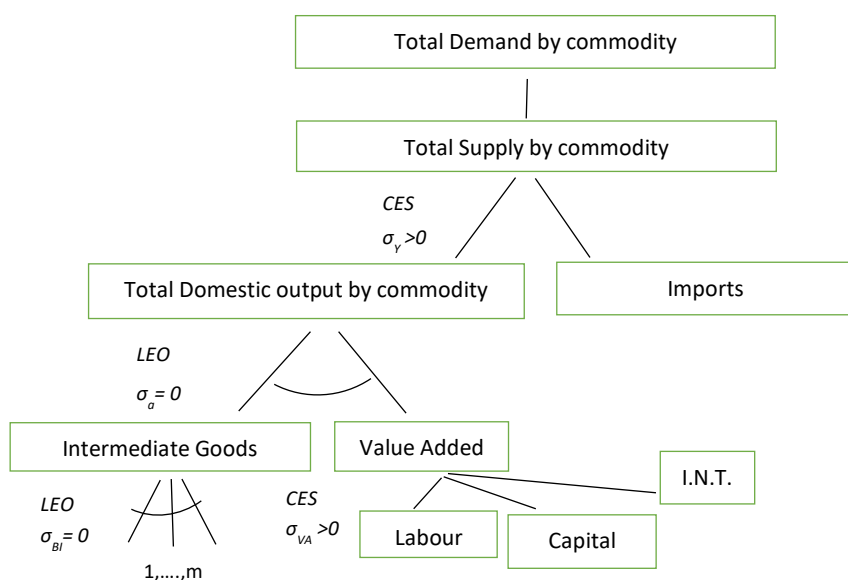 Total Demand by commodity
Total Supply by commodity
CES
σY >0
Total Domestic output by commodity
Imports
LEO
σa= 0
Intermediate Goods
Value Added
I.N.T.
LEO
σBI= 0
CES
σVA >0
Labour
Capital
1,....,m